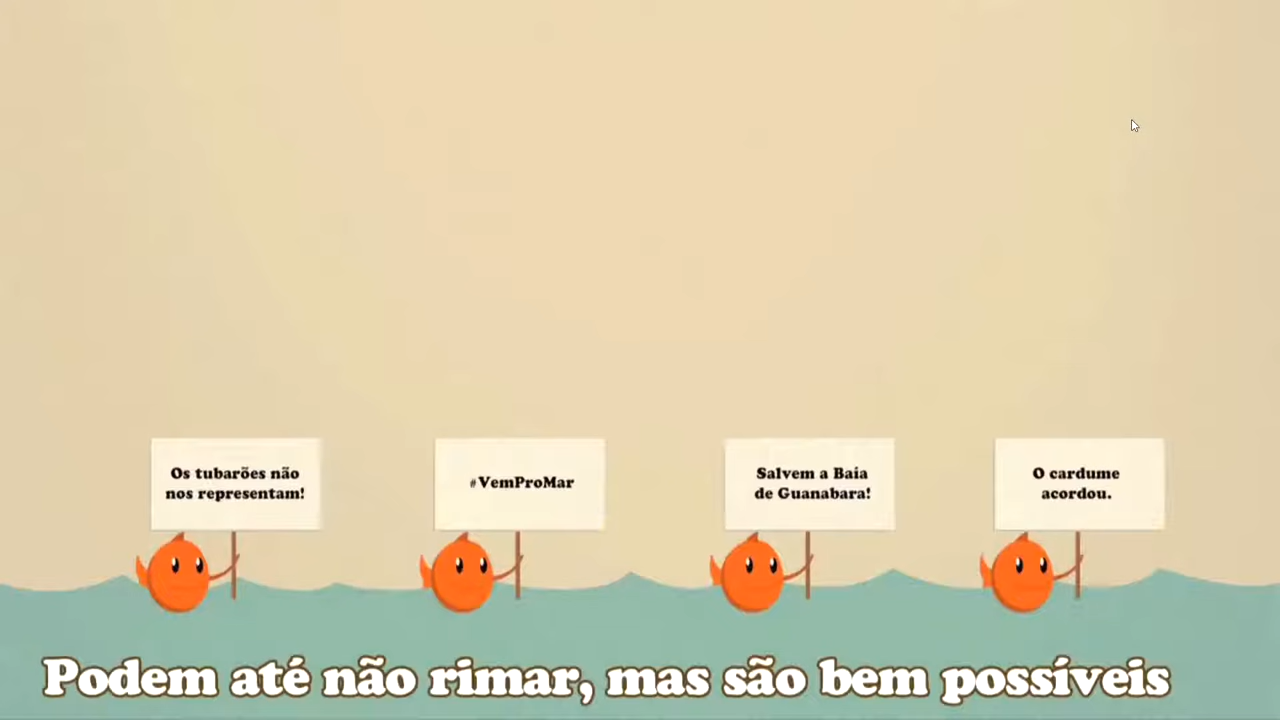 Os tubarões não
nos representam!
#VemProMar
Salvem a Baia
de Guanabara!
O cardume
acordou.
Podem até não rimar, mas são bem possíveis